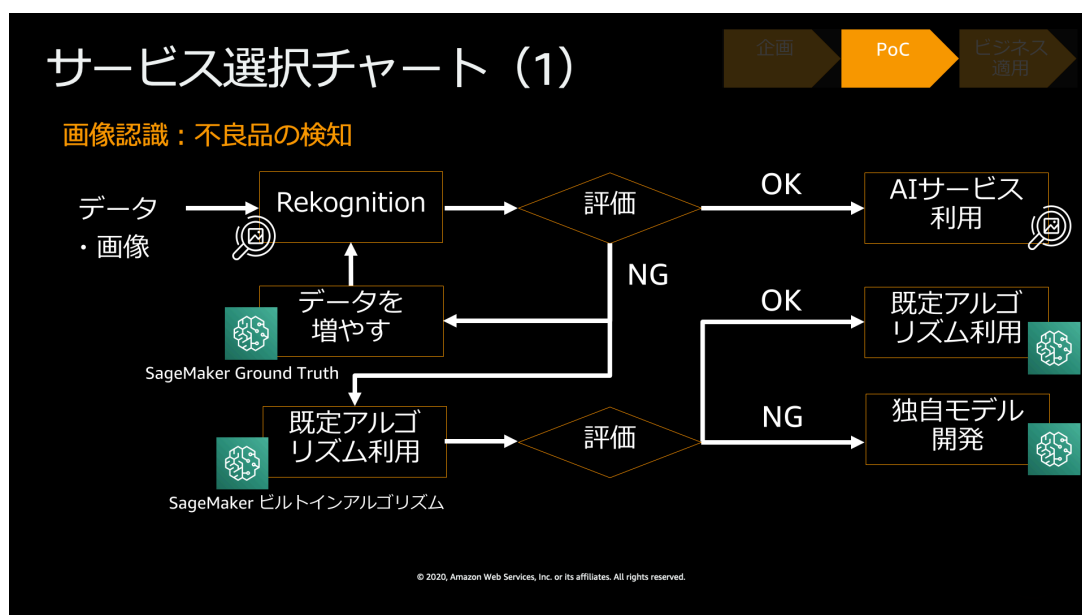 サービス選択チャート（1）
企画
PoC
ビジネス
適用
画像認識：不良品の検知
データ
・画像
Rekognition
評価
OK
AIサービス
利用
NG
データを
増やす
SageMaker Ground Truth
OK
既定アルゴ
リズム利用
既定アルゴ
リズム利用
SageMaker ビルトインアルゴリズム
評価
NG
独自モデル
開発
© 2020, Amazon Web Services, Inc. or its affiliates. All rights reserved.